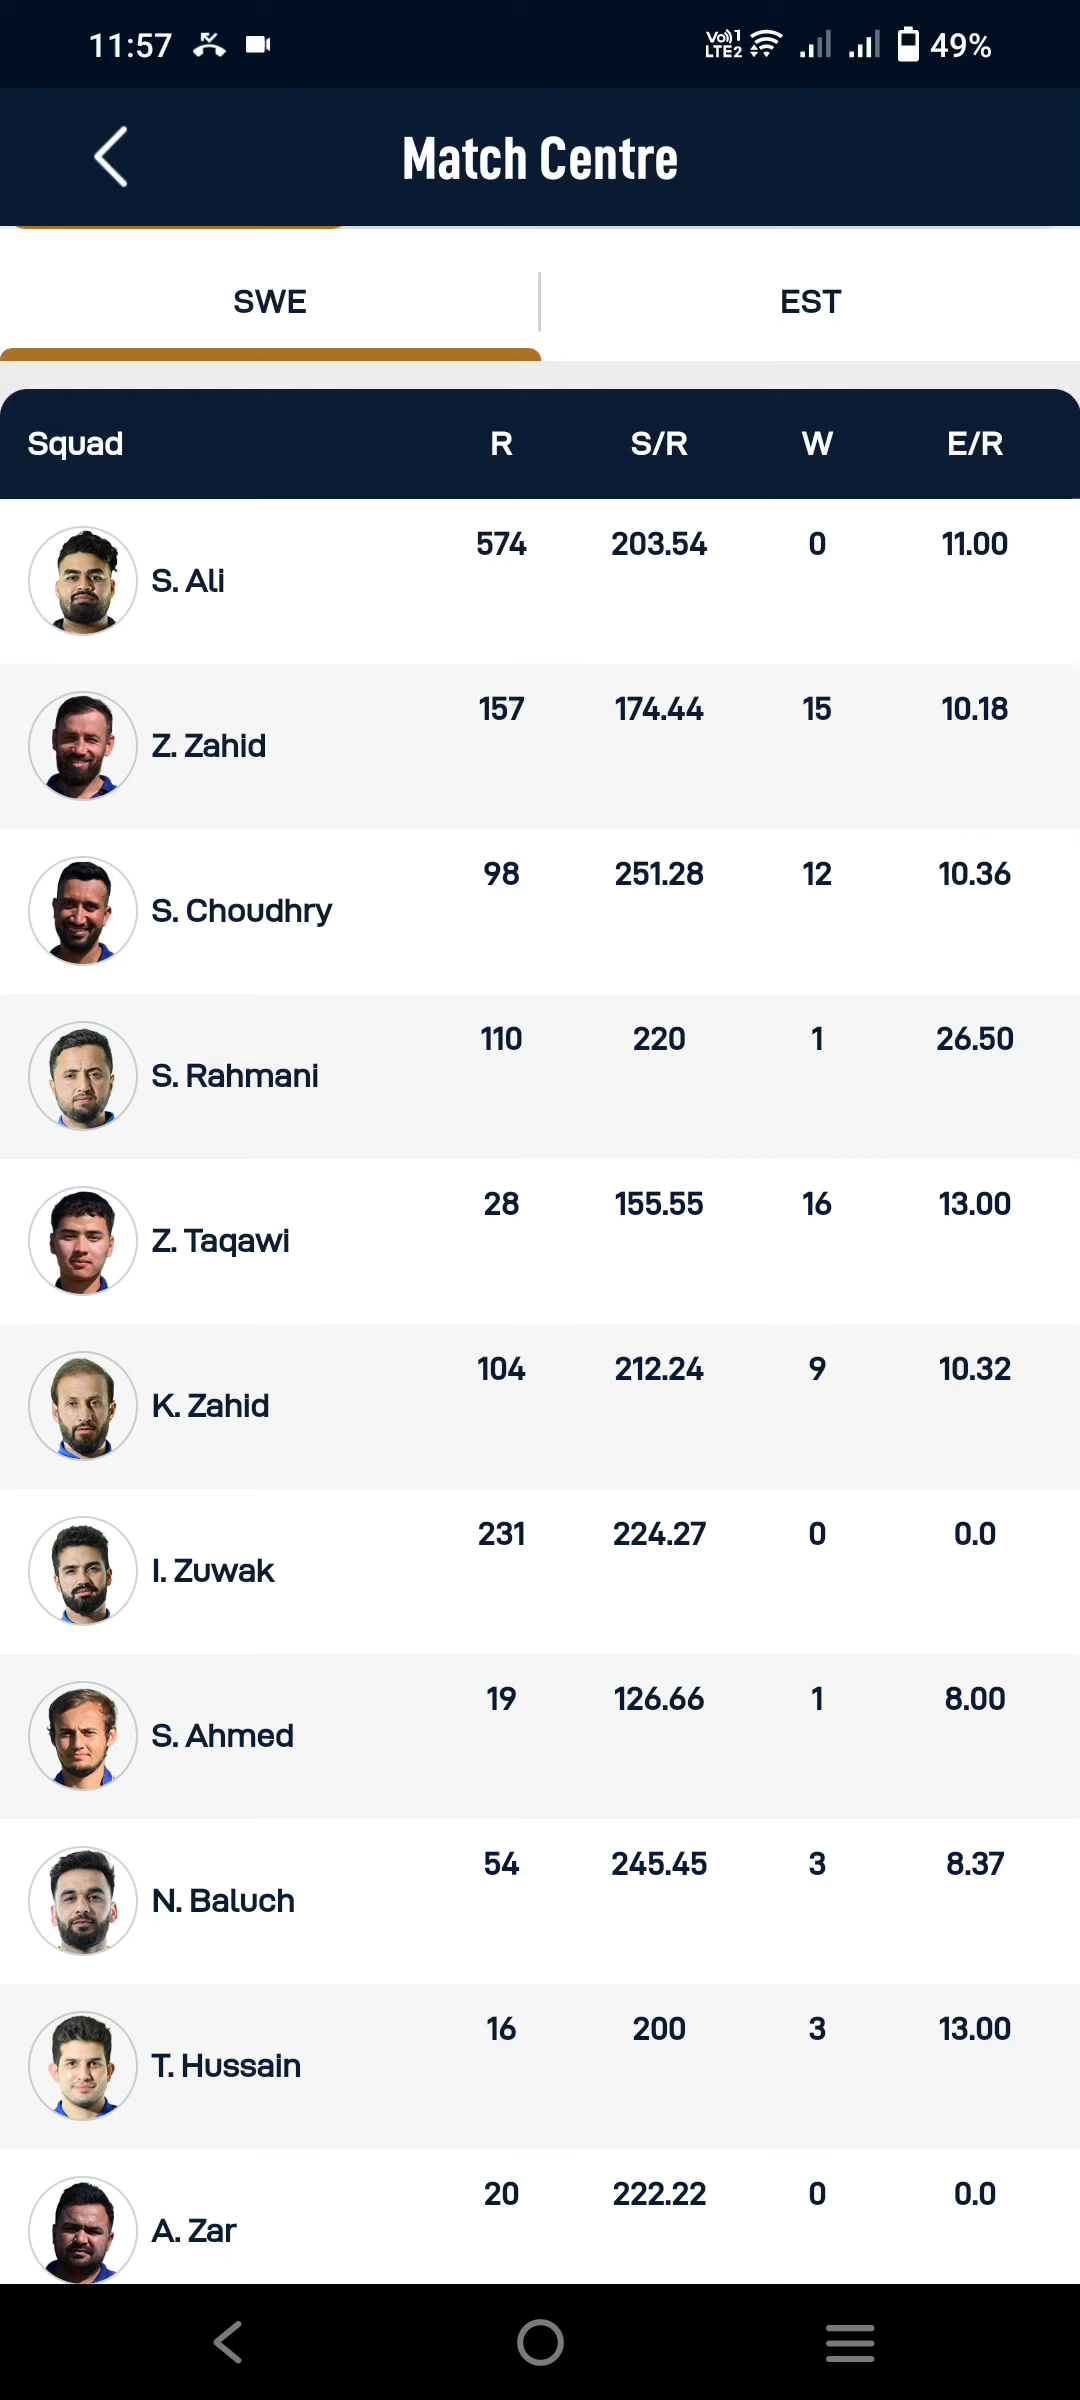 11:57 Vo)) 1 LTE2 49%
Match Centre
SWE EST
Squad R S/R W E/R
S. Ali 574 203.54 0 11.00
Z. Zahid 157 174.44 15 10.18
S. Choudhry 98 251.28 12 10.36
S. Rahmani 110 220 1 26.50
Z. Taqawi 28 155.55 16 13.00
K. Zahid 104 212.24 9 10.32
I. Zuwak 231 224.27 0 0.0
S. Ahmed 19 126.66 1 8.00
N. Baluch 54 245.45 3 8.37
T. Hussain 16 200 3 13.00
A. Zar 20 222.22 0 0.0